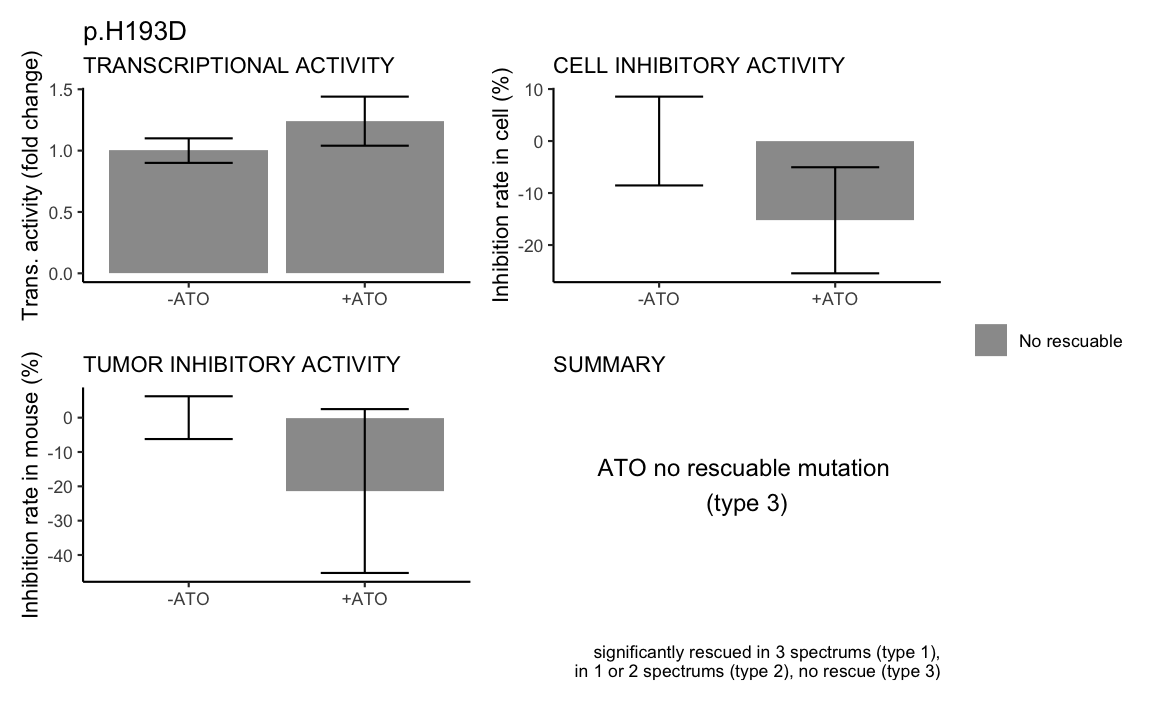 p.H193D
TRANSCRIPTIONAL ACTIVITY
Trans. activity (fold change)
1.5
1.0
0.5
0.0
-ATO
+ATO
CELL INHIBITORY ACTIVITY
Inhibition rate in cell (%)
10
0
-10
-20
-ATO
+ATO
No rescuable
TUMOR INHIBITORY ACTIVITY
Inhibition rate in mouse (%)
0
-10
-20
-30
-40
-ATO
+ATO
SUMMARY
ATO no rescuable mutation
(type 3)
significantly rescued in 3 spectrums (type 1),
in 1 or 2 spectrums (type 2), no rescue (type 3)